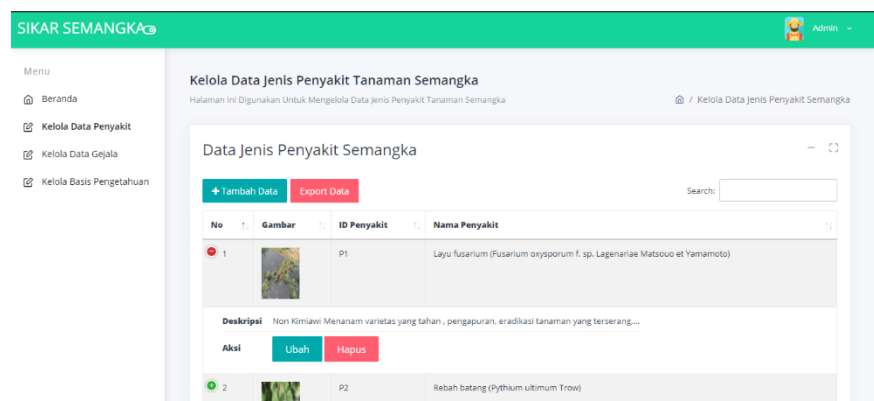 SIKAR SEMANGKA
Admin
Menu
Beranda
Kelola Data Penyakit
Kelola Data Gejala
Kelola Basis Pengetahuan
Kelola Data Jenis Penyakit Tanaman Semangka
Halaman Ini Digunakan Untuk Mengelola Data Jenis Penyakit Tanaman Semangka
/ Kelola Data Jenis Penyakit Semangka
Data Jenis Penyakit Semangka
+ Tambah Data Export Data Search:
No Gambar ID Penyakit Nama Penyakit
1 P1 Layu fusarium (Fusarium oxysporum f. sp. Lagenariae Matsouo et Yamamoto)
Deskripsi Non Kimiawi Menanam varietas yang tahan , pengapuran, eradikasi tanaman yang terserang....
Aksi Ubah Hapus
2 P2 Rebah batang (Pythium ultimum Trow)